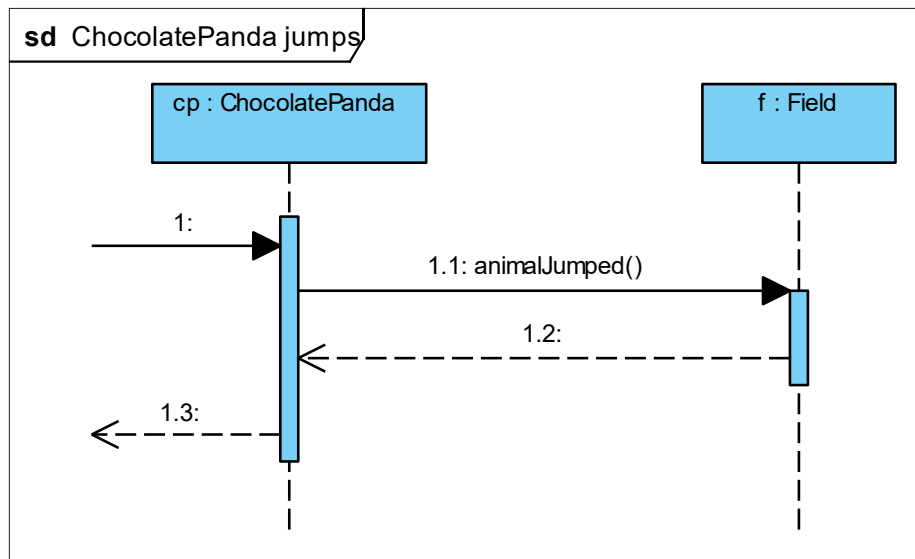 sd ChocolatePanda jumps
cp : ChocolatePanda
f : Field
1:
1.1: animalJumped()
1.2:
1.3: